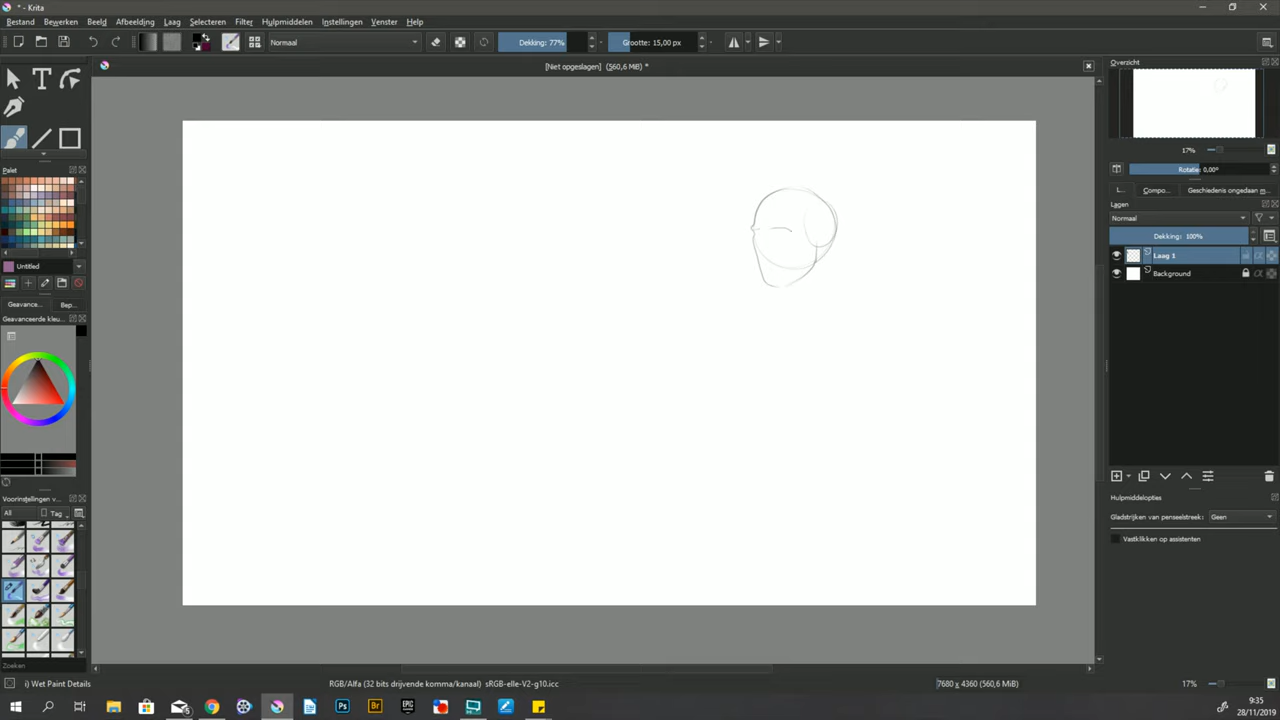 * - Krita
Bestand Bewerken Beeld Afbeelding Laag Selecteren Filter Hulpmiddelen Instellingen Venster Help
Normaal Dekking: 77% Grootte: 15,00 px
[Niet opgeslagen] (560,6 MiB) *
Overzicht
17%
Rotatie: 0,00°
Palet
L... Compo... Geschiedenis ongedaan m...
Lagen
Normaal
Dekking: 100%
Laag 1
Untitled
Background
Geavance... Bep...
Geavanceerde kleu...
Voorinstellingen v...
Hulpmiddelopties
All Tag
Gladstrijken van penseelstreek: Geen
Vastklikken op assistenten
Zoeken
i) Wet Paint Details RGB/Alfa (32 bits drijvende komma/kanaal) sRGB-elle-V2-g10.icc 7680 x 4360 (560,6 MiB) 17%
9:35
28/11/2019